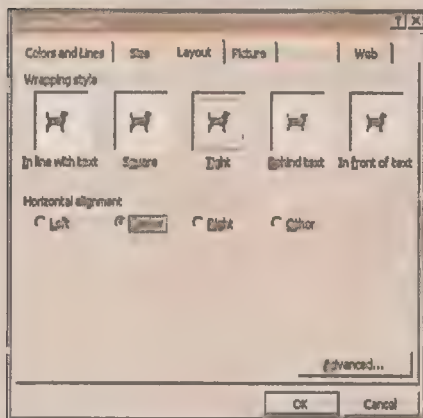 Colors and Lines Size Layout Picture Web
Wrapping style
In line with text Square Tight Behind text In front of text
Horizontal alignment
Left Right Other
Advanced...
OK Cancel